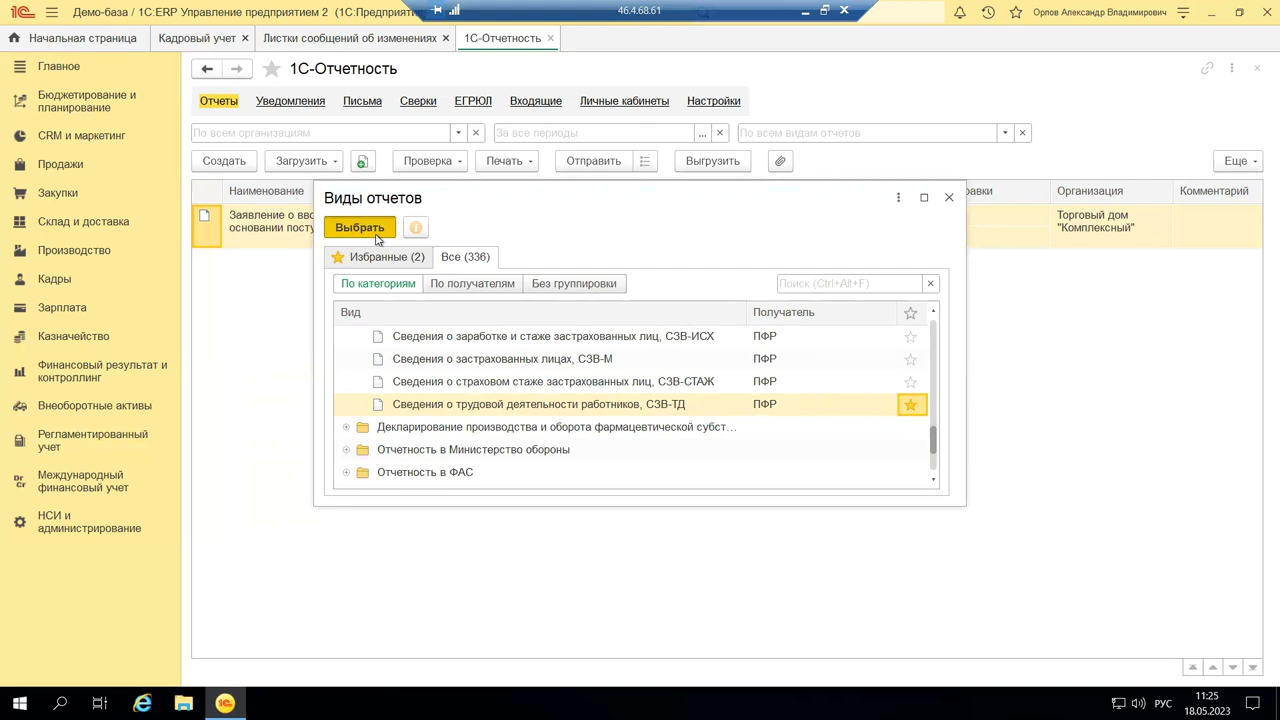 Демо-база / 1С:ERP Управление предприятием 2 (1С:Предприяти
46.4.68.61
Орлов Александр Владимирович
Начальная страница
Кадровый учет
Листки сообщений об изменениях
1С-Отчетность
Главное
Бюджетирование и
планирование
CRM и маркетинг
Продажи
Закупки
Склад и доставка
Производство
Кадры
Зарплата
Казначейство
Финансовый результат и
контроллинг
Внеоборотные активы
Регламентированный
учет
Международный
финансовый учет
НСИ и
администрирование
1С-Отчетность
Отчеты Уведомления Письма Сверки ЕГРЮЛ Входящие Личные кабинеты Настройки
По всем организациям За все периоды ... По всем видам отчетов
Создать Загрузить Проверка Печать Отправить Выгрузить Еще
Наименование равки Организация Комментарий
Заявление о вво Торговый дом
основании посту "Комплексный"
Виды отчетов
Выбрать
Избранные (2) Все (336)
По категориям По получателям Без группировки Поиск (Ctrl+Alt+F)
Вид Получатель
Сведения о заработке и стаже застрахованных лиц, СЗВ-ИСХ ПФР
Сведения о застрахованных лицах, СЗВ-М ПФР
Сведения о страховом стаже застрахованных лиц, СЗВ-СТАЖ ПФР
Сведения о трудовой деятельности работников, СЗВ-ТД ПФР
Декларирование производства и оборота фармацевтической субст...
Отчетность в Министерство обороны
Отчетность в ФАС
РУС
11:25
18.05.2023